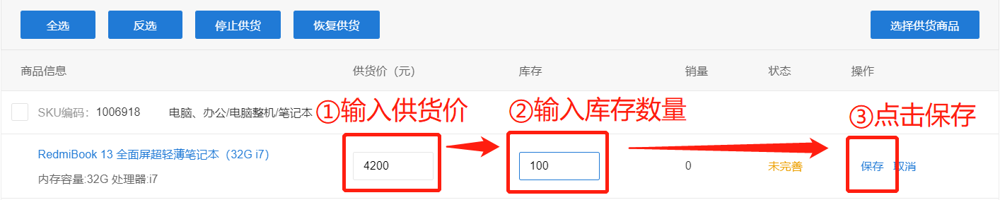 全选 反选 停止供货 恢复供货 选择供货商品
商品信息 供货价（元） 库存 销量 状态 操作
SKU编码：1006918 电脑、办公/电脑整机/笔记本 ①输入供货价 ②输入库存数量 ③点击保存
RedmiBook 13 全面屏超轻薄笔记本（32G i7）
4200 100 0 未完善 保存 取消
内存容量:32G 处理器:i7